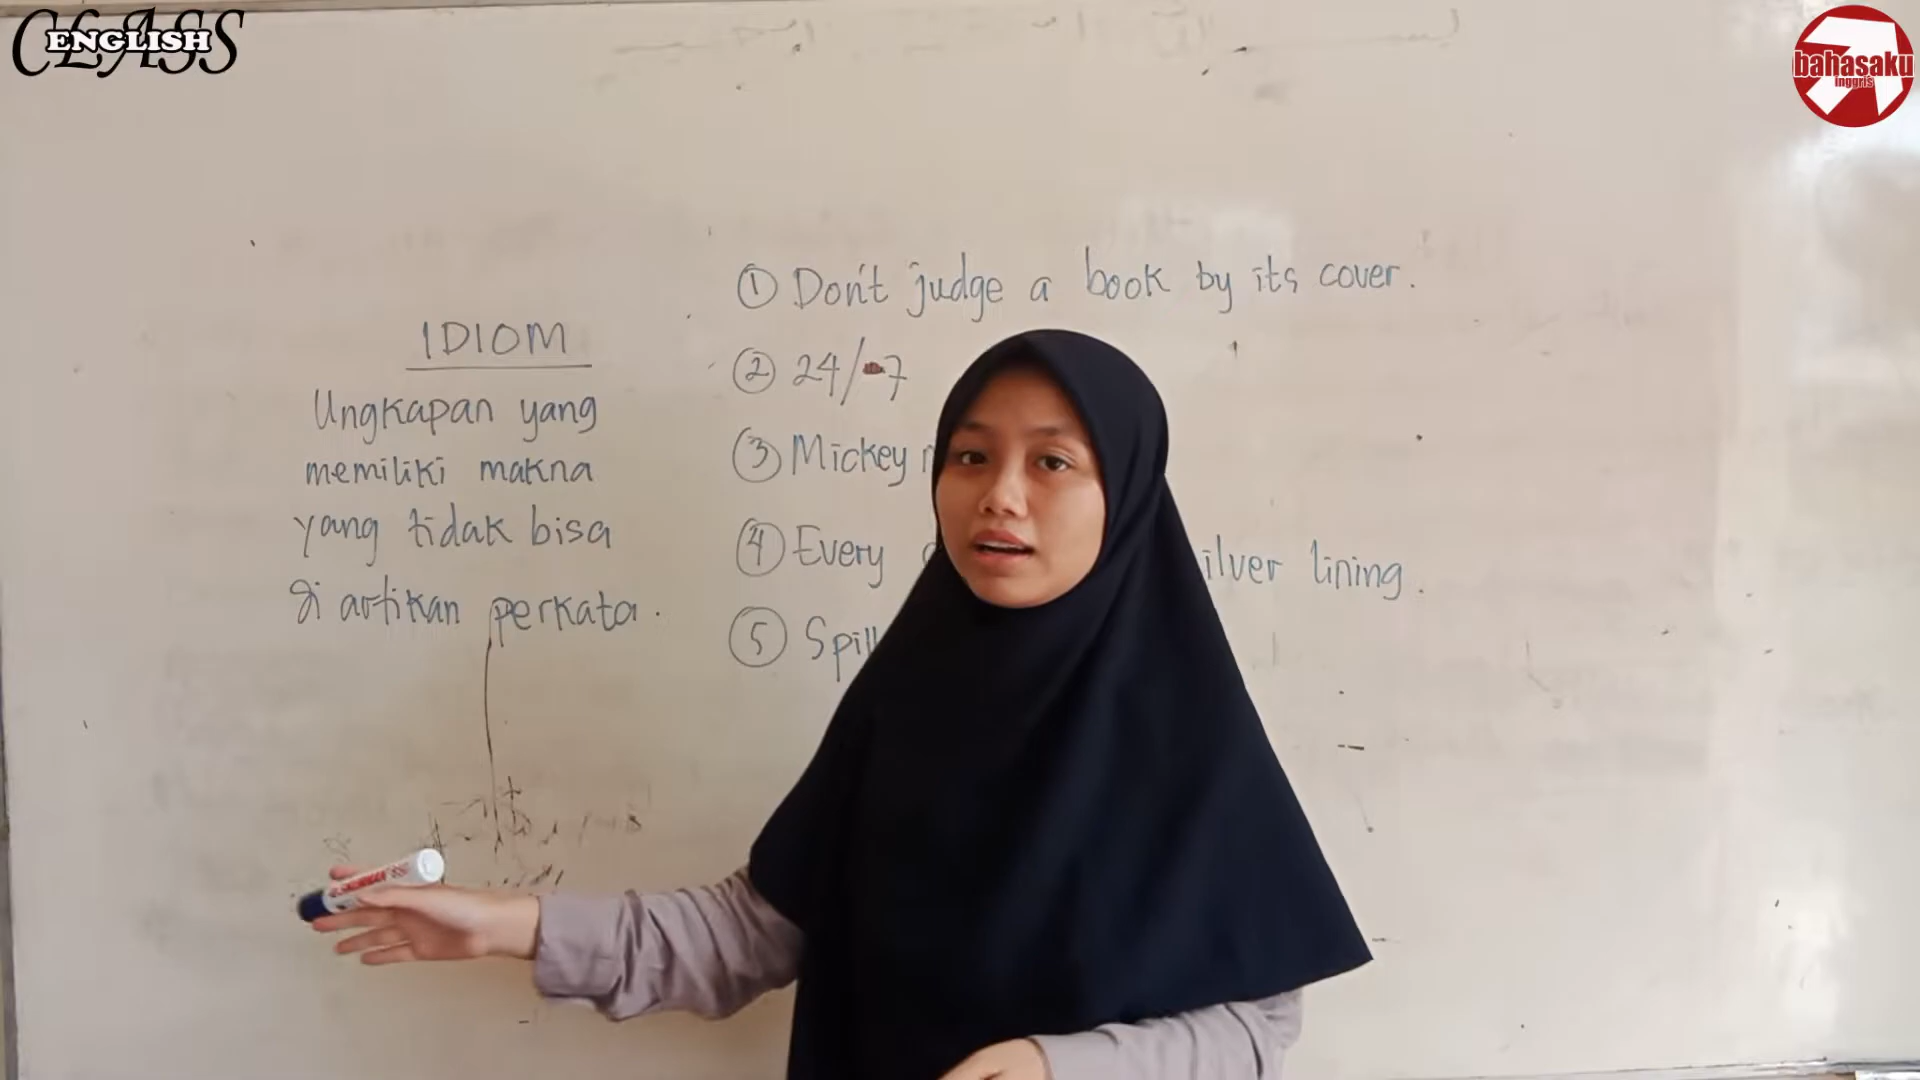 CLASS
ENGLISH
bahasaku
inggris
IDIOM
Ungkapan yang
memiliki makna
yang tidak bisa
di artikan perkata.
① Don't judge a book by its cover.
② 24/7
③ Mickey
④ Every ilver lining.
⑤ Spill